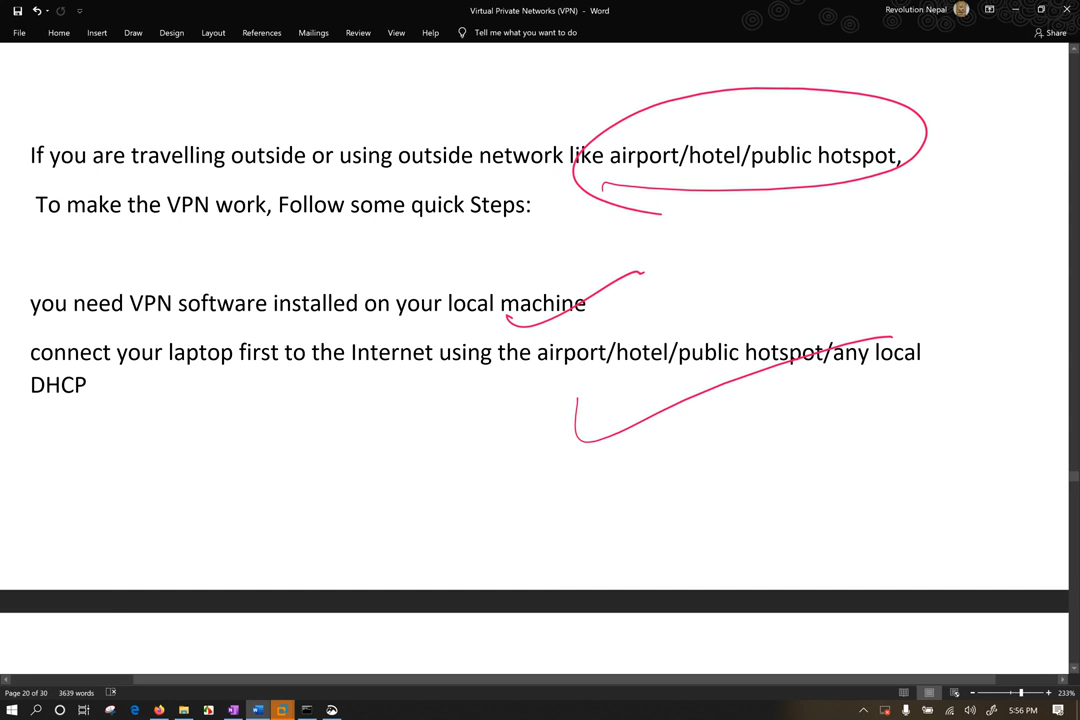 Virtual Private Networks (VPN) - Word
Revolution Nepal
File Home Insert Draw Design Layout References Mailings Review View Help Tell me what you want to do
Share
If you are travelling outside or using outside network like airport/hotel/public hotspot,
To make the VPN work, Follow some quick Steps:
you need VPN software installed on your local machine
connect your laptop first to the Internet using the airport/hotel/public hotspot/any local
DHCP
Page 20 of 30 3639 words
233%
5:56 PM